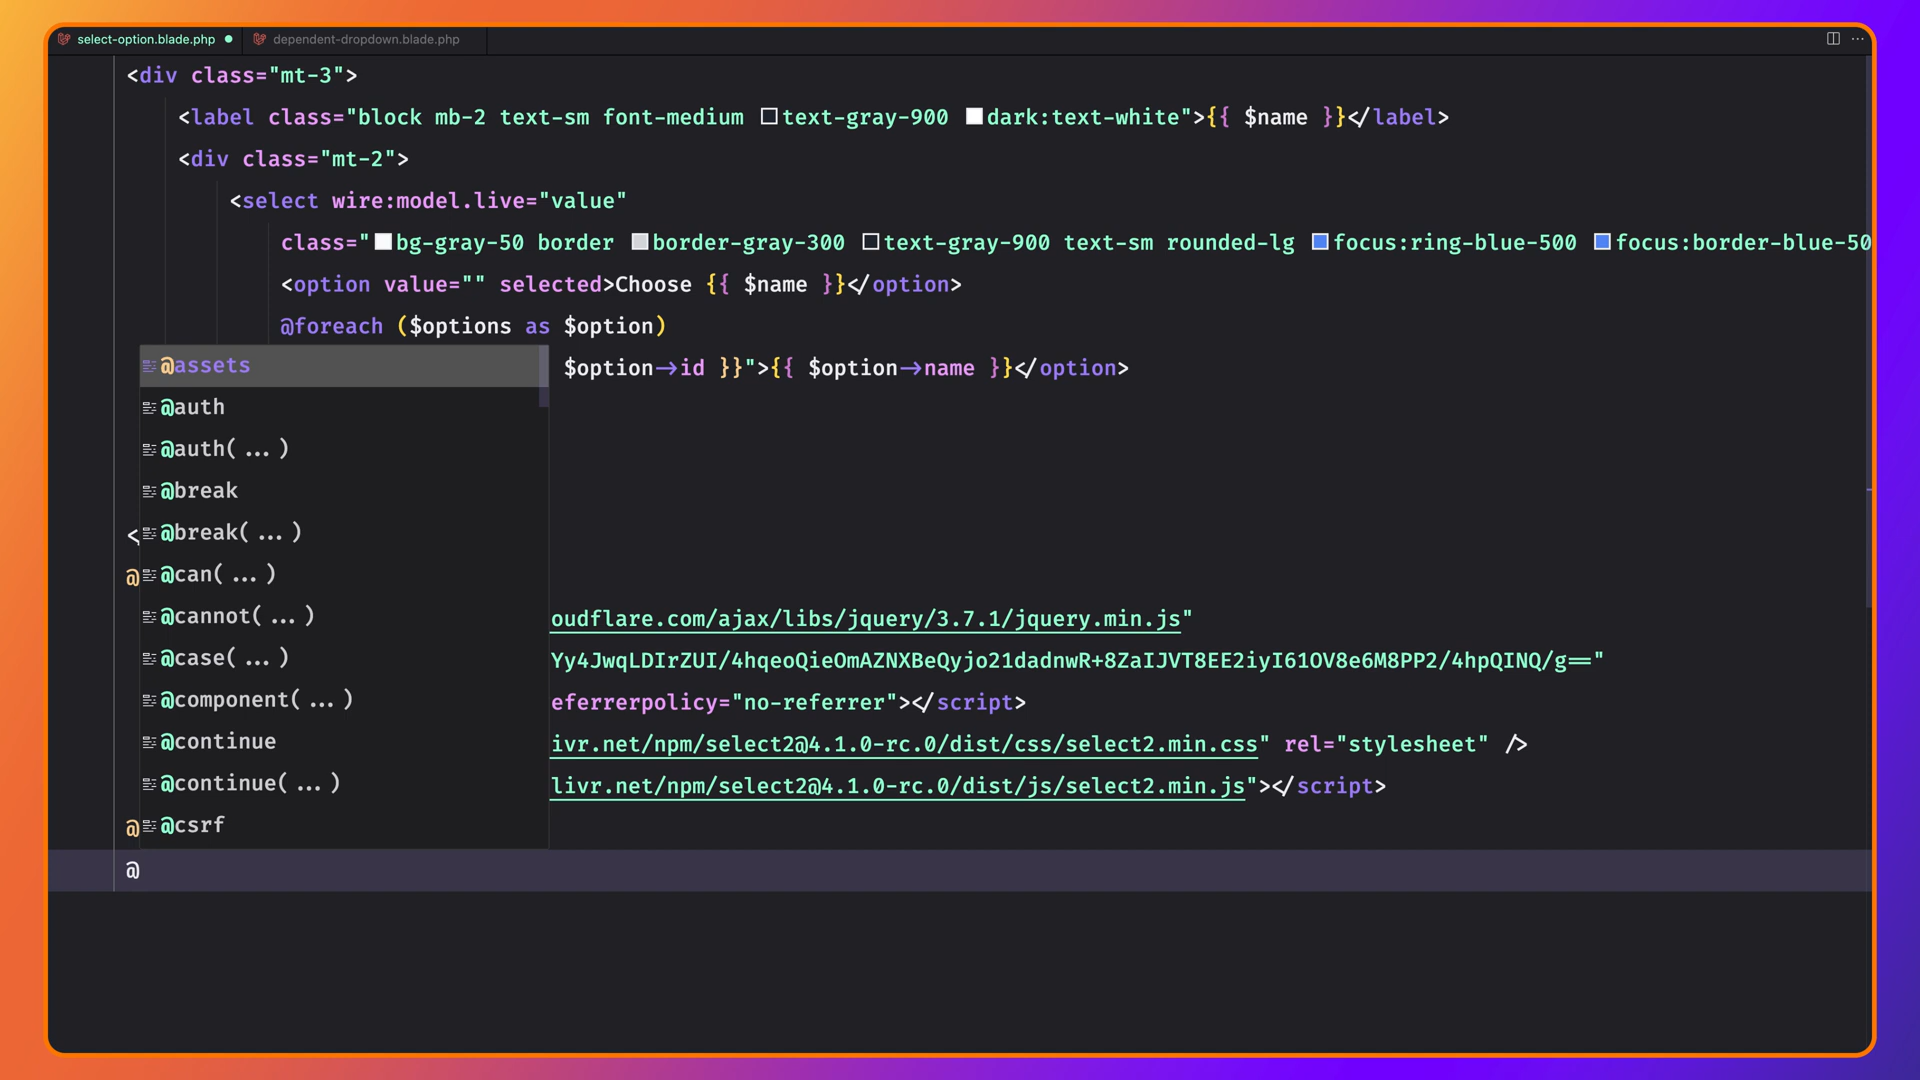 select-option.blade.php
dependent-dropdown.blade.php
<div class="mt-3">
<label class="block mb-2 text-sm font-medium text-gray-900 dark:text-white">{{ $name }}</label>
<div class="mt-2">
<select wire:model.live="value"
class="bg-gray-50 border border-gray-300 text-gray-900 text-sm rounded-lg focus:ring-blue-500 focus:border-blue-50
<option value="" selected>Choose {{ $name }}</option>
@foreach ($options as $option)
@assets
$option->id }}">{{ $option->name }}</option>
@auth
@auth(...)
@break
<
@break(...)
@
@can(...)
@cannot(...)
oudflare.com/ajax/libs/jquery/3.7.1/jquery.min.js"
@case(...)
Yy4JwqLDIrZUI/4hqeoQieOmAZNXBeQyjo21dadnwR+8ZaIJVT8EE2iyI61OV8e6M8PP2/4hpQINQ/g=="
@component(...)
eferrerpolicy="no-referrer"></script>
@continue
ivr.net/npm/select2@4.1.0-rc.0/dist/css/select2.min.css" rel="stylesheet" />
@continue(...)
livr.net/npm/select2@4.1.0-rc.0/dist/js/select2.min.js"></script>
@
@csrf
@